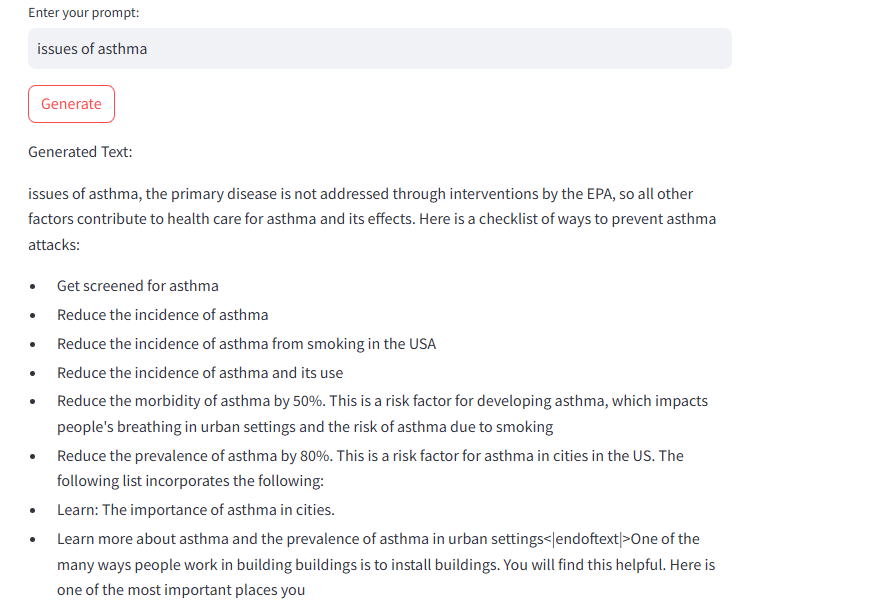 Enter your prompt:
issues of asthma
Generate
Generated Text:
issues of asthma, the primary disease is not addressed through interventions by the EPA, so all other
factors contribute to health care for asthma and its effects. Here is a checklist of ways to prevent asthma
attacks:
• Get screened for asthma
• Reduce the incidence of asthma
• Reduce the incidence of asthma from smoking in the USA
• Reduce the incidence of asthma and its use
• Reduce the morbidity of asthma by 50%. This is a risk factor for developing asthma, which impacts
people's breathing in urban settings and the risk of asthma due to smoking
• Reduce the prevalence of asthma by 80%. This is a risk factor for asthma in cities in the US. The
following list incorporates the following:
• Learn: The importance of asthma in cities.
• Learn more about asthma and the prevalence of asthma in urban settings<|endoftext|>One of the
many ways people work in building buildings is to install buildings. You will find this helpful. Here is
one of the most important places you